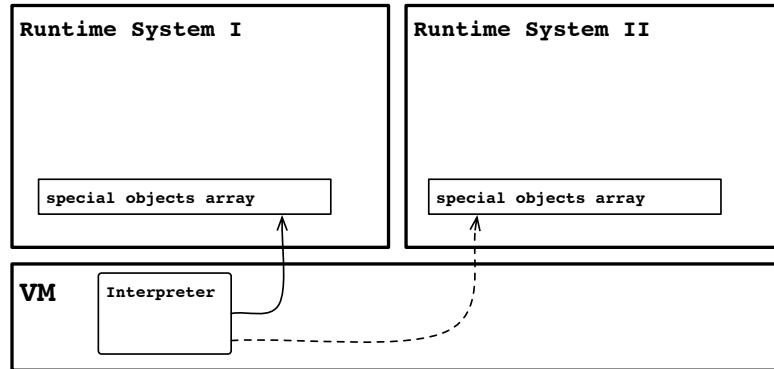 Runtime System I
Runtime System II
special objects array
special objects array
VM
Interpreter